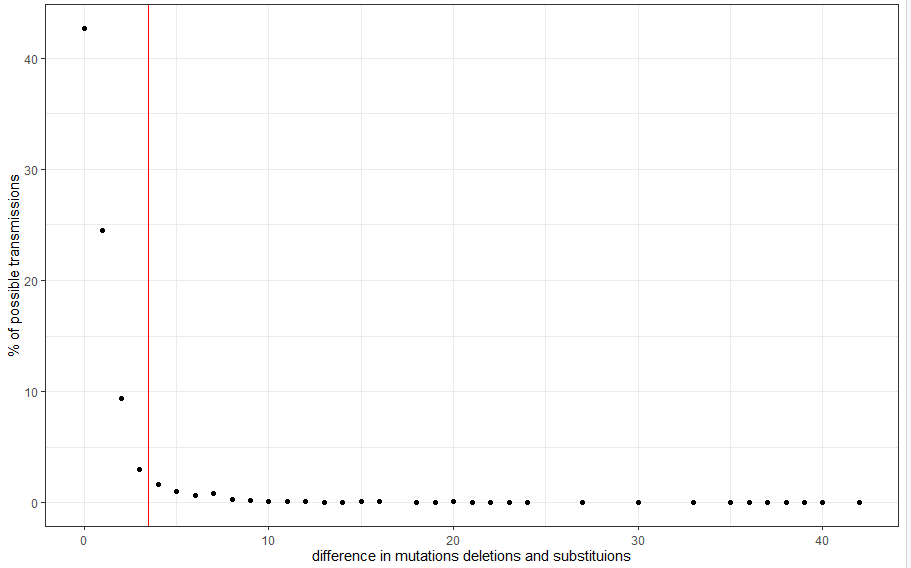 40
30
20
10
0
% of possible transmissions
0 10 20 30 40
difference in mutations deletions and substituions